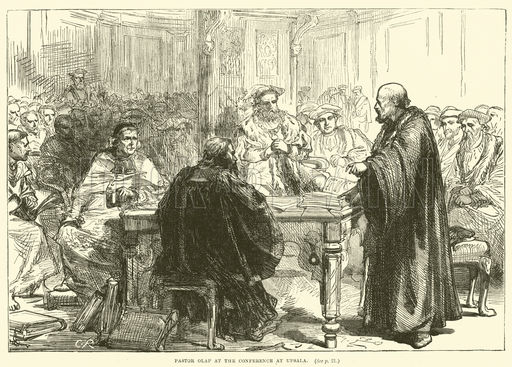 C R
PASTOR OLAF AT THE CONFERENCE AT UPSALA. (See p. 21.)